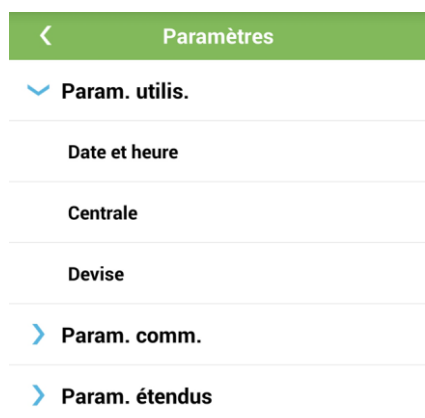 Paramètres
Param. utilis.
Date et heure
Centrale
Devise
Param. comm.
Param. étendus